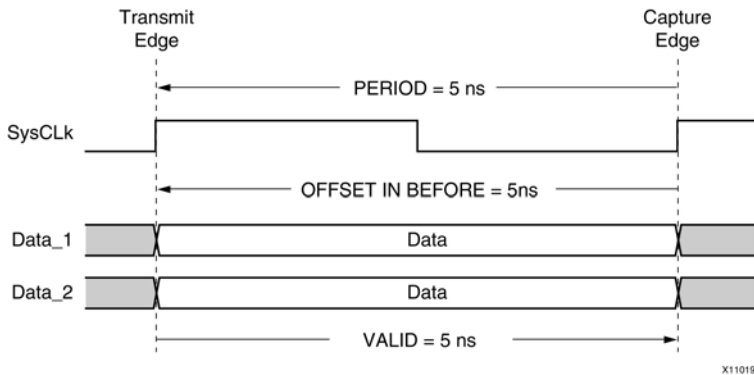 Transmit
Edge
Capture
Edge
PERIOD = 5 ns
SysCLk
OFFSET IN BEFORE = 5ns
Data_1
Data
Data_2
Data
VALID = 5 ns